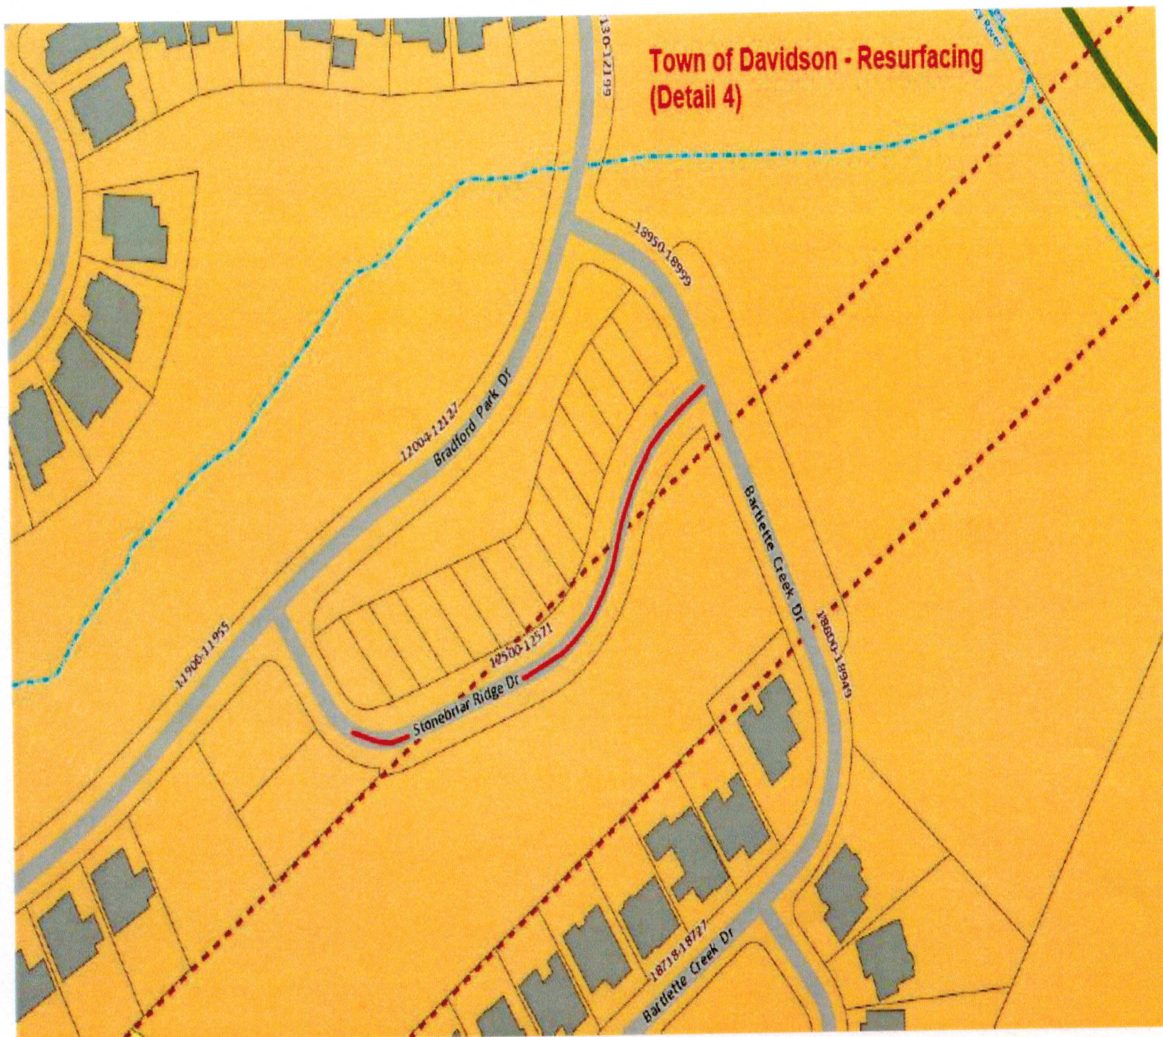 Town of Davidson - Resurfacing
(Detail 4)
130-12199
18950-18999
12004-12127
Bradford Park Dr
Bartlette Creek Dr
11900-11955
12500-12571
Stonebriar Ridge Dr
18800-18949
18718-18727
Bartlette Creek Dr